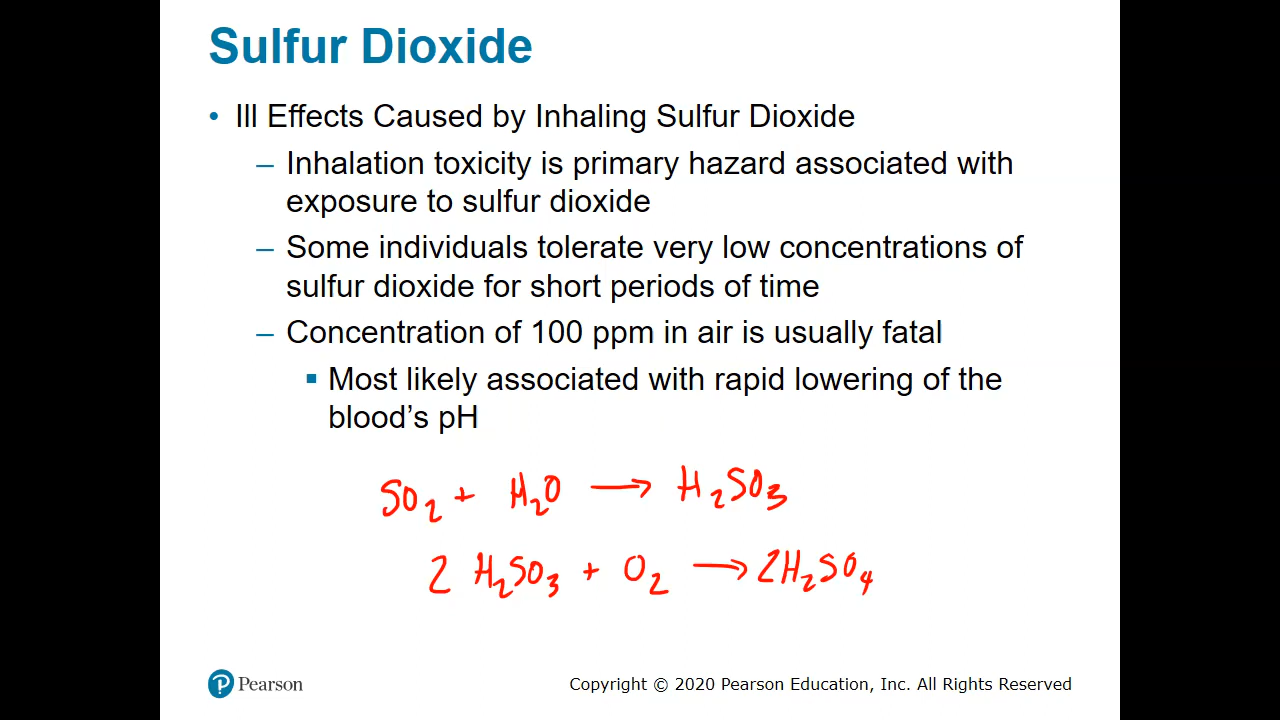 Sulfur Dioxide
• Ill Effects Caused by Inhaling Sulfur Dioxide
– Inhalation toxicity is primary hazard associated with
exposure to sulfur dioxide
– Some individuals tolerate very low concentrations of
sulfur dioxide for short periods of time
– Concentration of 100 ppm in air is usually fatal
▪ Most likely associated with rapid lowering of the
blood’s pH
SO₂ + H₂O → H₂SO₃
2 H₂SO₃ + O₂ → 2H₂SO₄
Pearson
Copyright © 2020 Pearson Education, Inc. All Rights Reserved